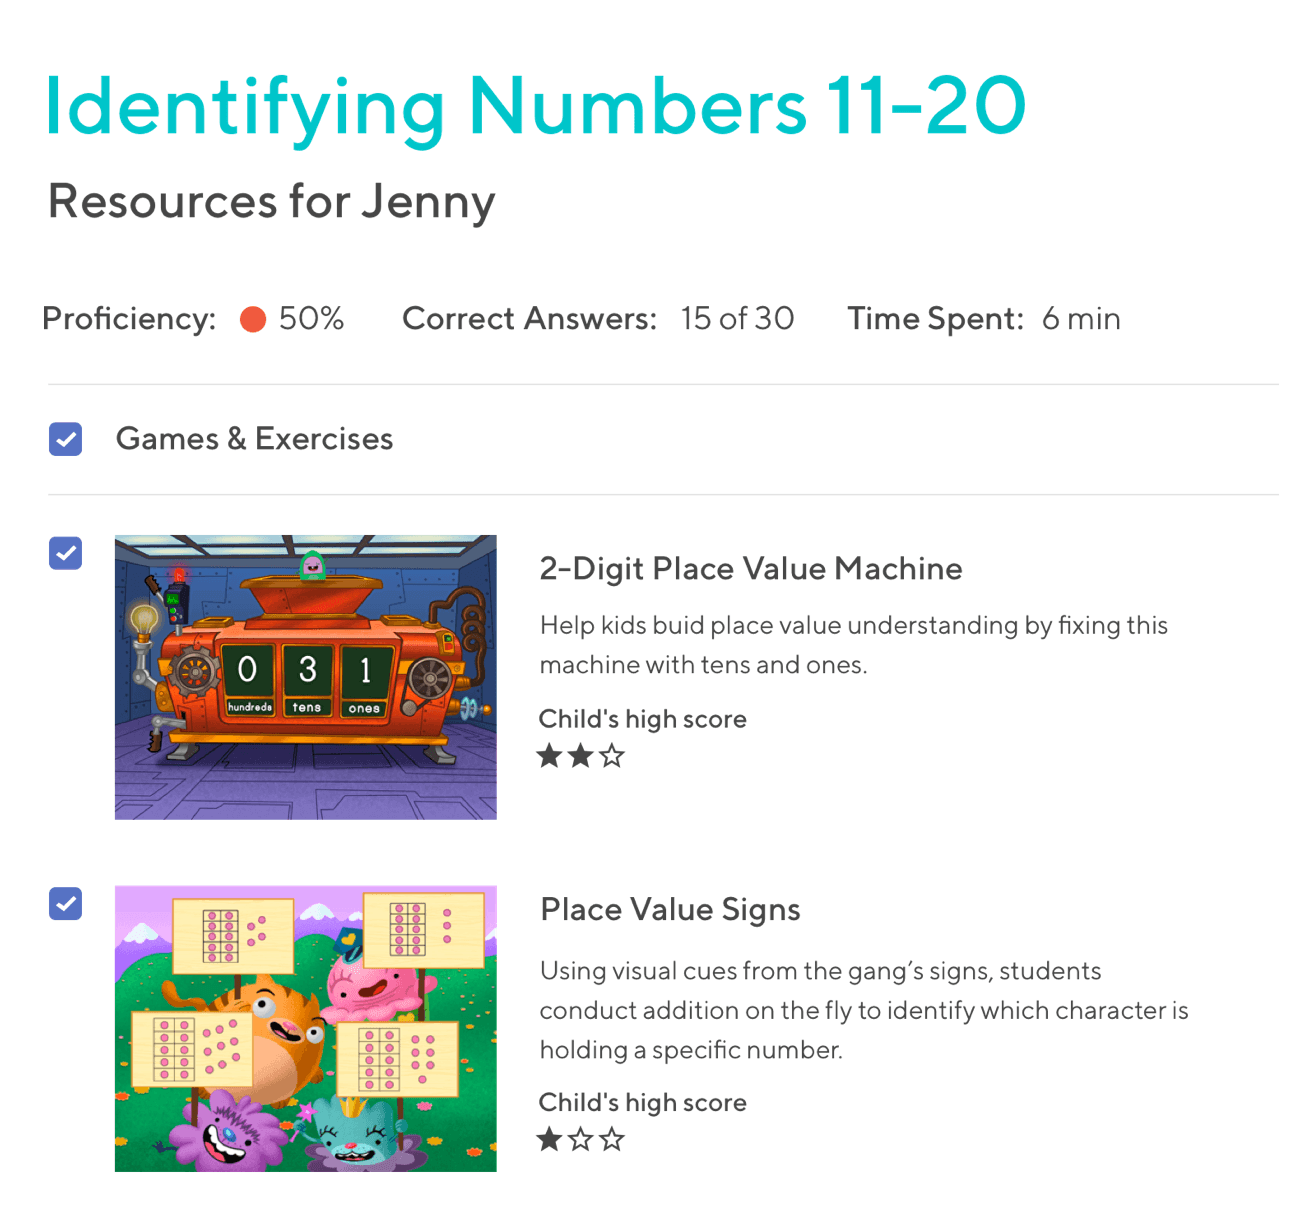 Identifying Numbers 11-20
Resources for Jenny
Proficiency: 50% Correct Answers: 15 of 30 Time Spent: 6 min
Games & Exercises
2-Digit Place Value Machine
Help kids buid place value understanding by fixing this
machine with tens and ones.
Child's high score
0 3 1
hundreds tens ones
Place Value Signs
Using visual cues from the gang’s signs, students
conduct addition on the fly to identify which character is
holding a specific number.
Child's high score